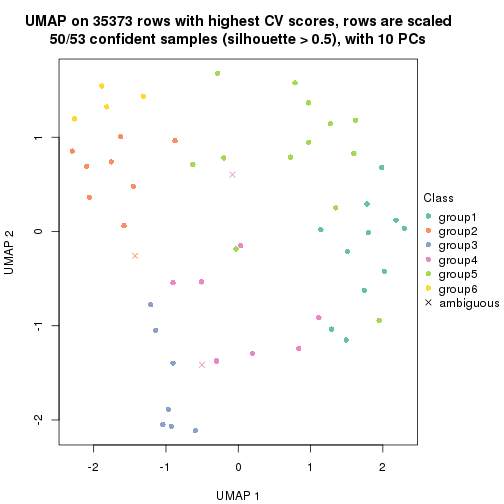 UMAP on 35373 rows with highest CV scores, rows are scaled
50/53 confident samples (silhouette > 0.5), with 10 PCs
1
0
-1
-2
UMAP 2
-2
-1
0
1
2
UMAP 1
Class
group1
group2
group3
group4
group5
group6
ambiguous